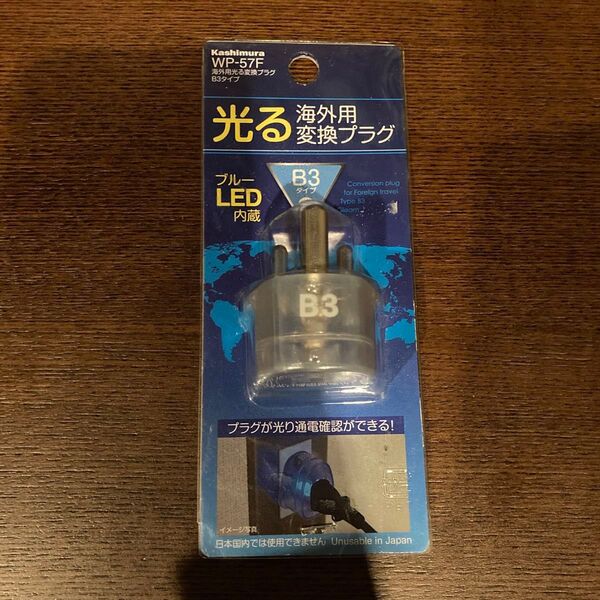 Kashimura
WP-57F
海外用光る変換プラグ
B3タイプ
光る
海外用
変換プラグ
ブルー
LED
内蔵
B3
タイプ
Conversion plug
for Foreign travel
Type B3
B3
プラグが光り通電確認ができる!
イメージ写真
日本国内では使用できません Unusable in Japan